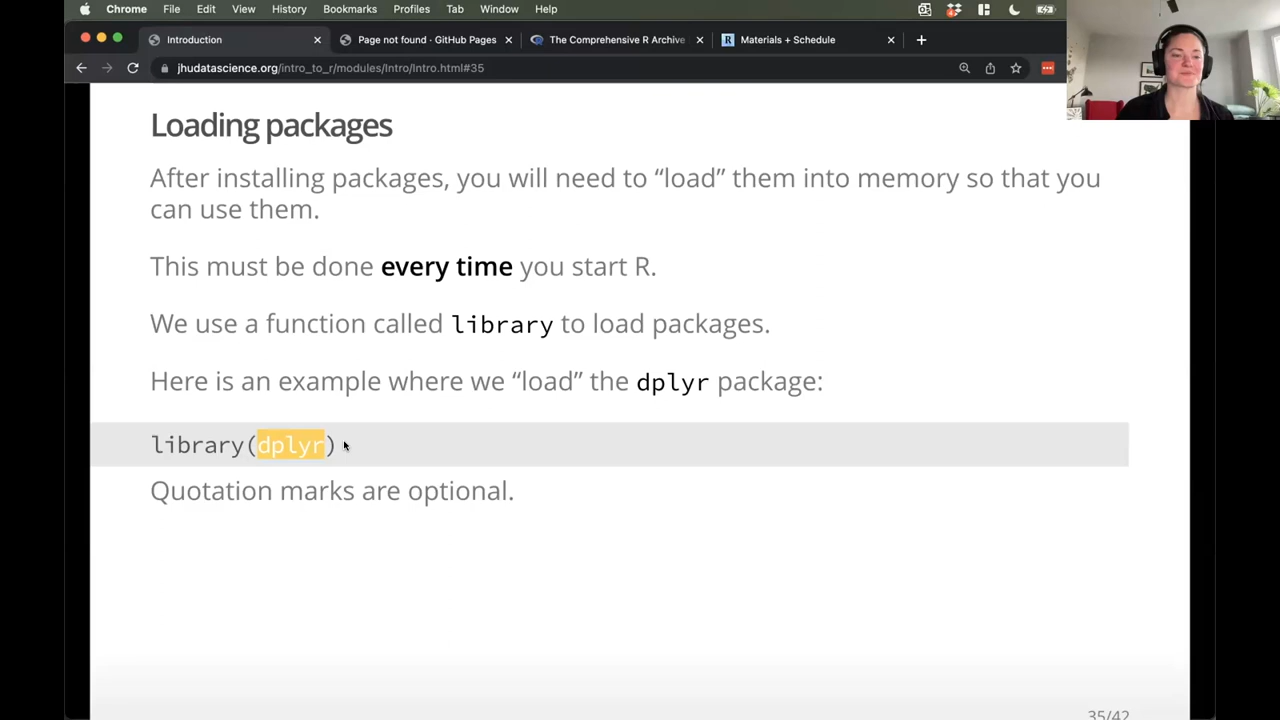 Chrome File Edit View History Bookmarks Profiles Tab Window Help
Introduction
Page not found · GitHub Pages
The Comprehensive R Archive
Materials + Schedule
jhudatascience.org/intro_to_r/modules/Intro/Intro.html#35
Loading packages
After installing packages, you will need to “load” them into memory so that you
can use them.
This must be done every time you start R.
We use a function called library to load packages.
Here is an example where we “load” the dplyr package:
library(dplyr)
Quotation marks are optional.
35/42